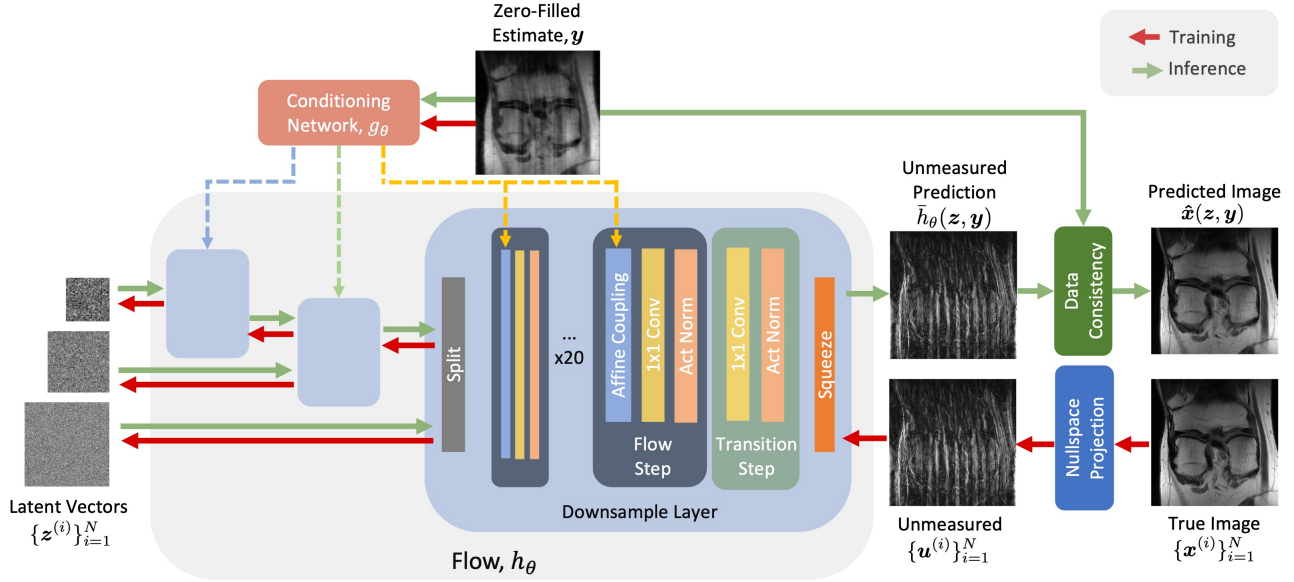 Zero-Filled
Estimate, y
Training
Inference
Conditioning
Network, gθ
Unmeasured
Prediction
h̄θ(z, y)
Predicted Image
x̂(z, y)
Data
Consistency
Split
...
x20
Affine Coupling
1x1 Conv
Act Norm
Flow
Step
1x1 Conv
Act Norm
Transition
Step
Squeeze
Downsample Layer
Flow, hθ
Nullspace
Projection
Latent Vectors
{z⁽ⁱ⁾}ᴺᵢ₌₁
Unmeasured
{u⁽ⁱ⁾}ᴺᵢ₌₁
True Image
{x⁽ⁱ⁾}ᴺᵢ₌₁